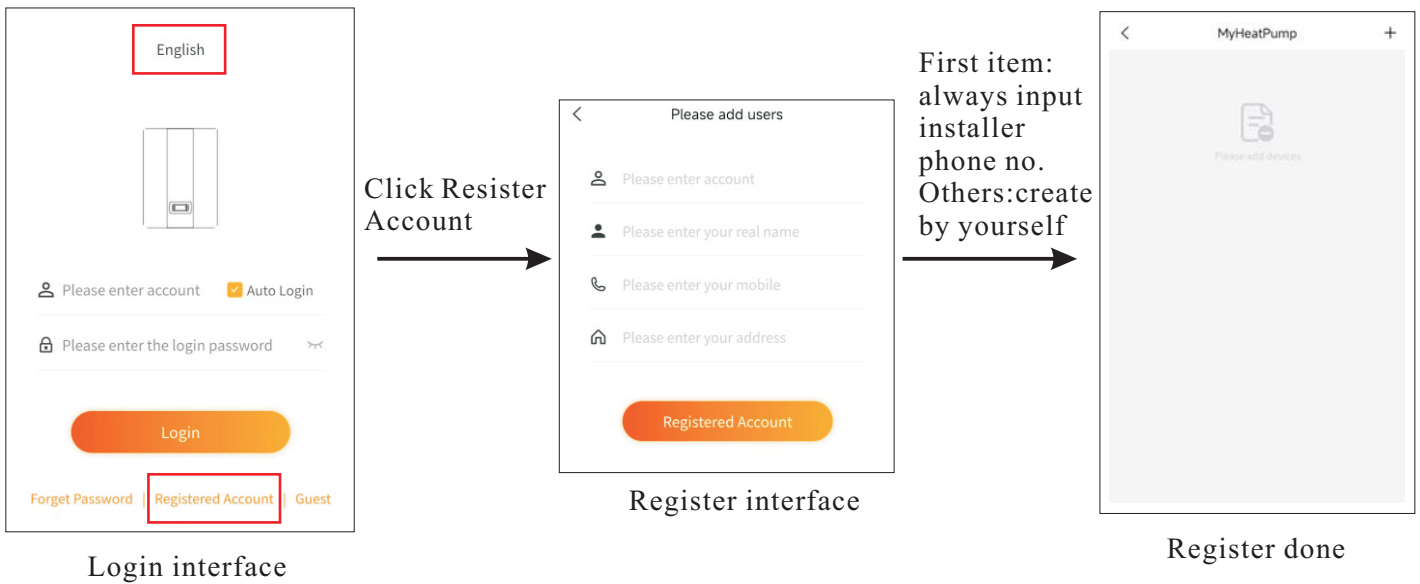 English
Please enter account
Auto Login
Please enter the login password
Login
Forget Password | Registered Account | Guest
Login interface
Click Resister
Account
Please add users
Please enter account
Please enter your real name
Please enter your mobile
Please enter your address
Registered Account
Register interface
First item:
always input
installer
phone no.
Others:create
by yourself
MyHeatPump
Please add devices
Register done